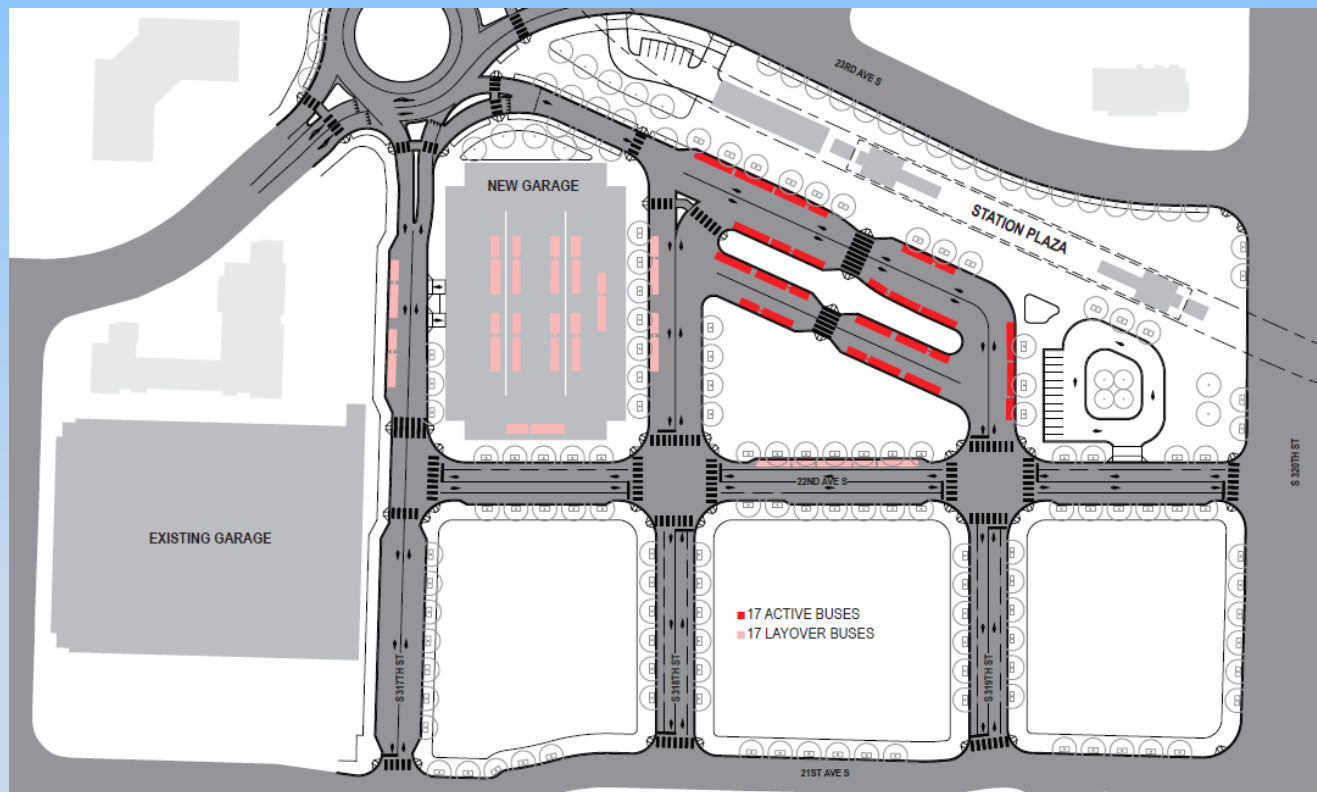 23RD AVE S
NEW GARAGE
STATION PLAZA
S 320TH ST
22ND AVE S
EXISTING GARAGE
17 ACTIVE BUSES
17 LAYOVER BUSES
S 317TH ST
S 318TH ST
S 319TH ST
21ST AVE S